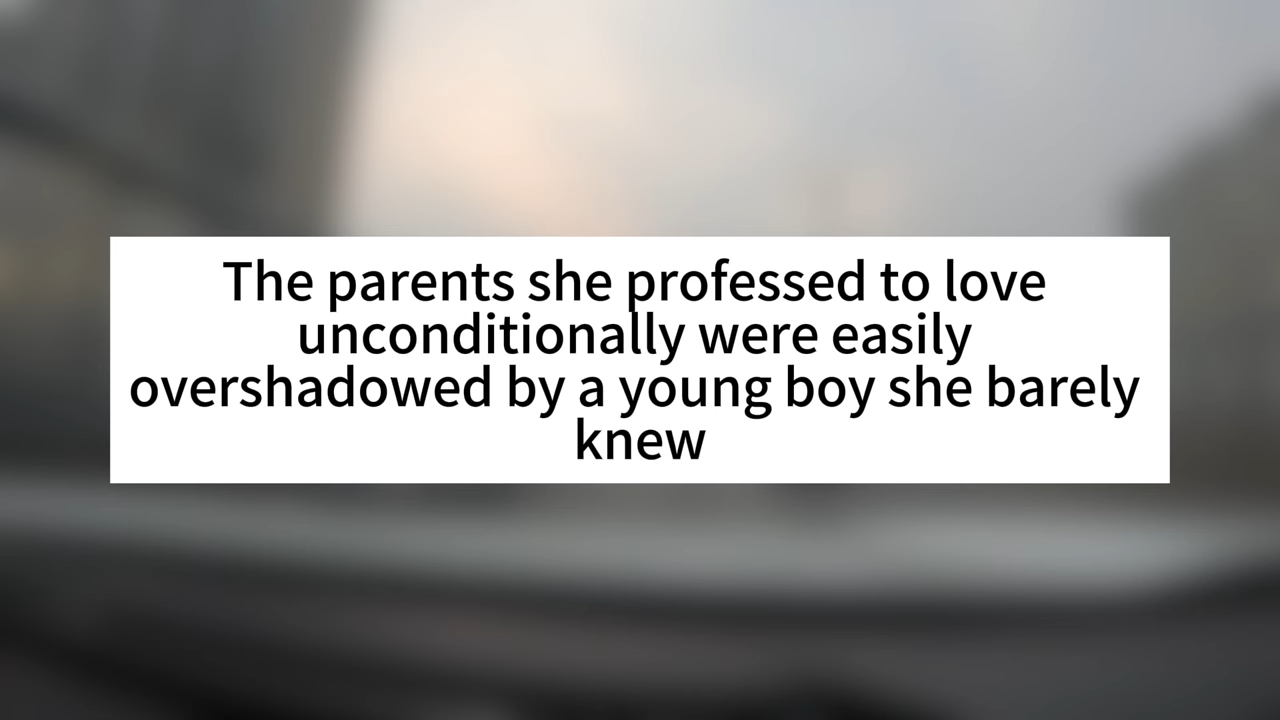 The parents she professed to love
unconditionally were easily
overshadowed by a young boy she barely
knew